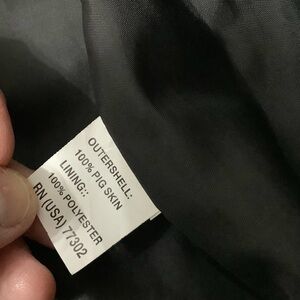 OUTERSHELL:
100% PIG SKIN
LINING::
100% POLYESTER
RN (USA) 77302